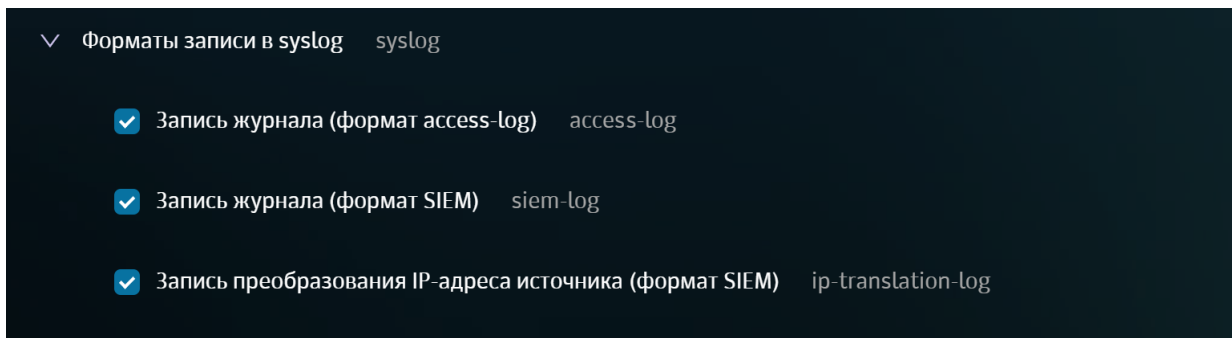 Форматы записи в syslog syslog
Запись журнала (формат access-log) access-log
Запись журнала (формат SIEM) siem-log
Запись преобразования IP-адреса источника (формат SIEM) ip-translation-log